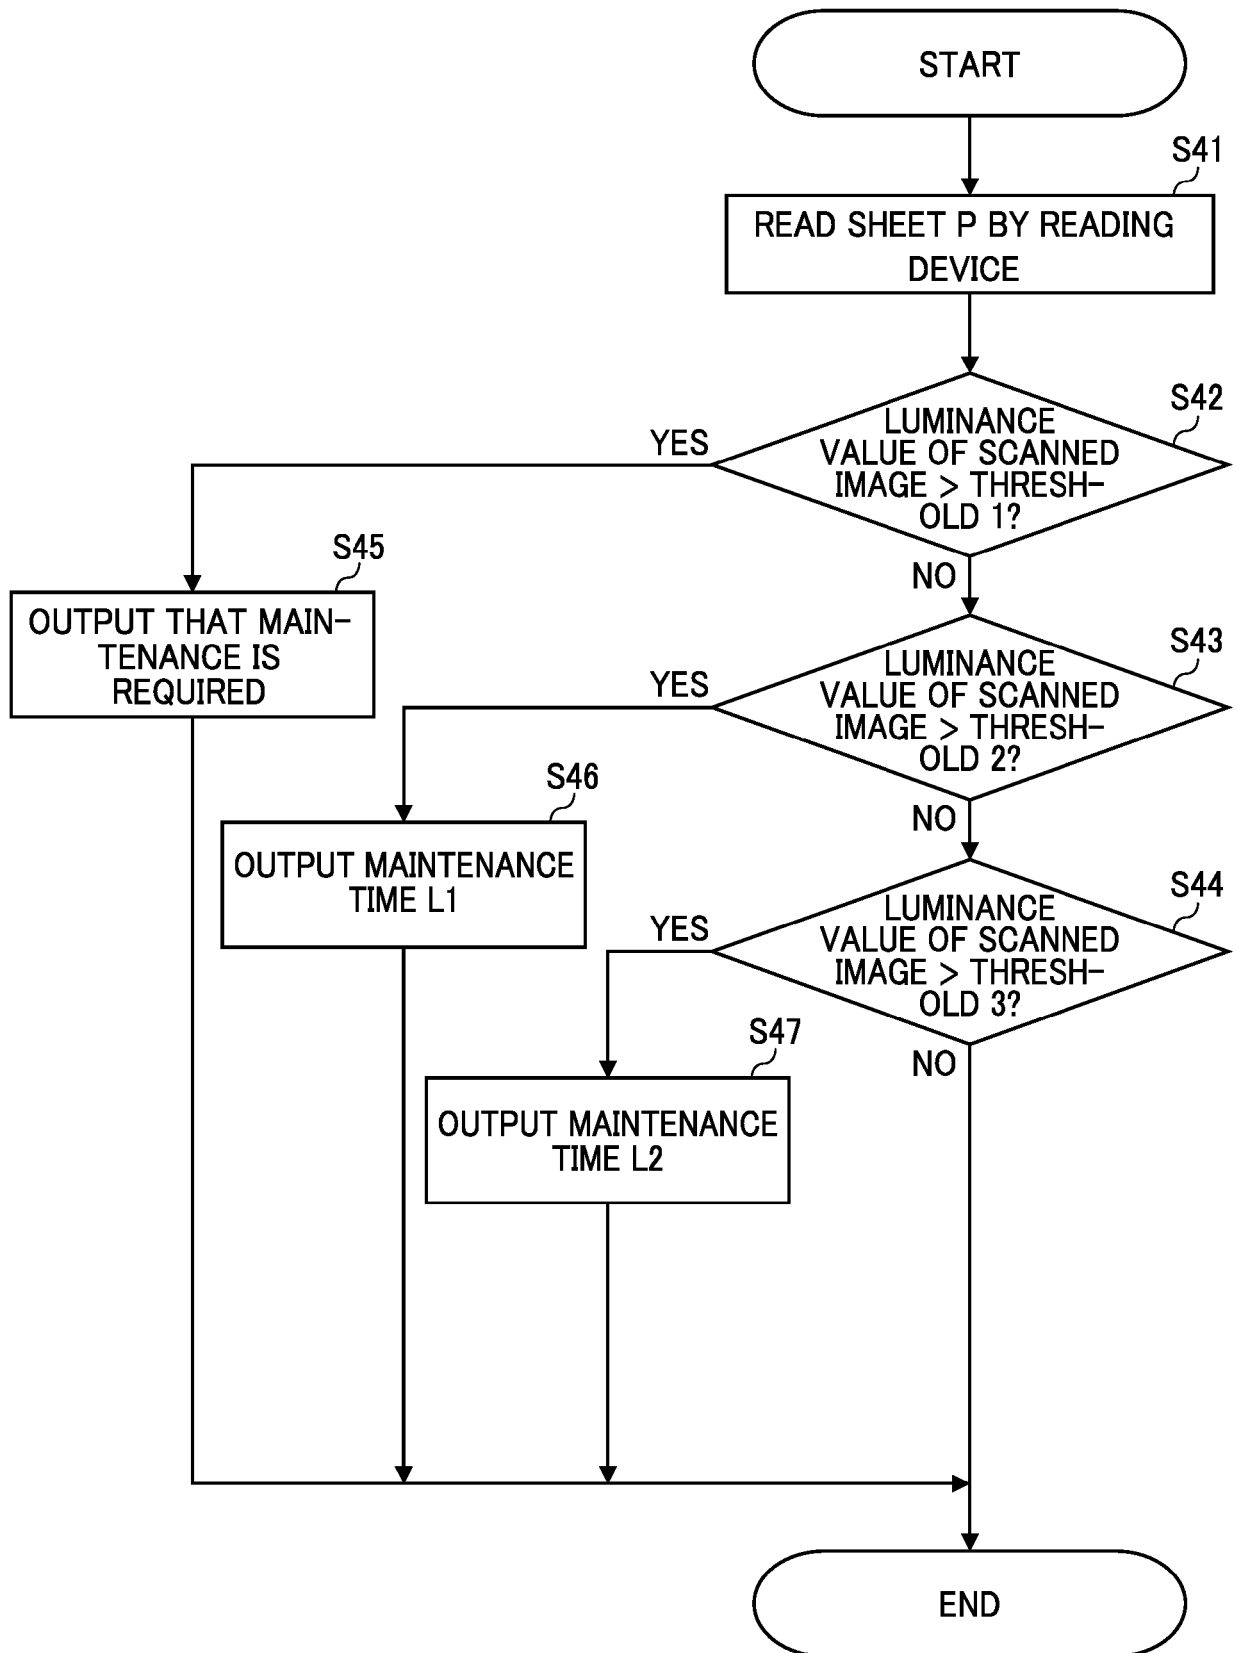 START
S41
READ SHEET P BY READING
DEVICE
S42
LUMINANCE
VALUE OF SCANNED
IMAGE > THRESH-
OLD 1?
YES
NO
S45
OUTPUT THAT MAIN-
TENANCE IS
REQUIRED
S43
LUMINANCE
VALUE OF SCANNED
IMAGE > THRESH-
OLD 2?
YES
NO
S46
OUTPUT MAINTENANCE
TIME L1
S44
LUMINANCE
VALUE OF SCANNED
IMAGE > THRESH-
OLD 3?
YES
NO
S47
OUTPUT MAINTENANCE
TIME L2
END